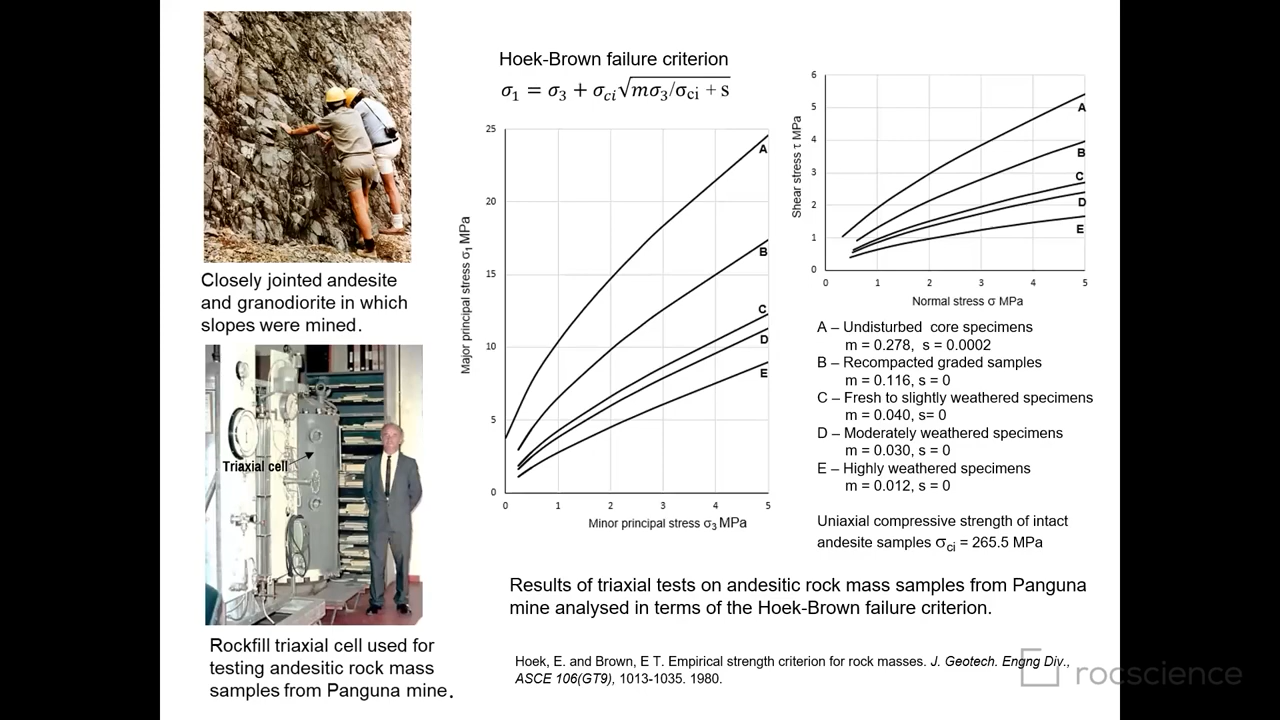 Closely jointed andesite
and granodiorite in which
slopes were mined.
Triaxial cell
Rockfill triaxial cell used for
testing andesitic rock mass
samples from Panguna mine.
Hoek-Brown failure criterion
σ1 = σ3 + σci√mσ3/σci + s
25
20
15
10
5
0
0 1 2 3 4 5
Major principal stress σ1 MPa
Minor principal stress σ3 MPa
A
B
C
D
E
6
5
4
3
2
1
0
0 1 2 3 4 5
Shear stress τ MPa
Normal stress σ MPa
A
B
C
D
E
A – Undisturbed core specimens
m = 0.278, s = 0.0002
B – Recompacted graded samples
m = 0.116, s = 0
C – Fresh to slightly weathered specimens
m = 0.040, s= 0
D – Moderately weathered specimens
m = 0.030, s = 0
E – Highly weathered specimens
m = 0.012, s = 0
Uniaxial compressive strength of intact
andesite samples σci = 265.5 MPa
Results of triaxial tests on andesitic rock mass samples from Panguna
mine analysed in terms of the Hoek-Brown failure criterion.
Hoek, E. and Brown, E T. Empirical strength criterion for rock masses. J. Geotech. Engng Div.,
ASCE 106(GT9), 1013-1035. 1980.
rocscience